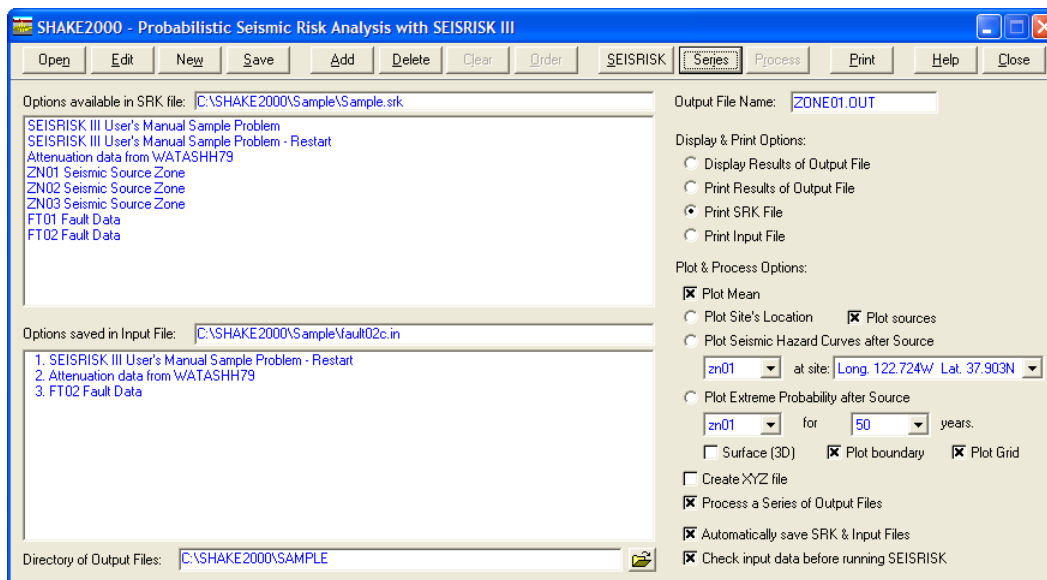 SHAKE2000 - Probabilistic Seismic Risk Analysis with SEISRISK III
Open Edit New Save Add Delete Clear Order SEISRISK Series Process Print Help Close
Options available in SRK file: C:\SHAKE2000\Sample\Sample.srk
SEISRISK III User's Manual Sample Problem
SEISRISK III User's Manual Sample Problem - Restart
Attenuation data from WATASHH79
ZN01 Seismic Source Zone
ZN02 Seismic Source Zone
ZN03 Seismic Source Zone
FT01 Fault Data
FT02 Fault Data
Options saved in Input File: C:\SHAKE2000\Sample\fault02c.in
1. SEISRISK III User's Manual Sample Problem - Restart
2. Attenuation data from WATASHH79
3. FT02 Fault Data
Directory of Output Files: C:\SHAKE2000\SAMPLE
Output File Name: ZONE01.OUT
Display & Print Options:
Display Results of Output File
Print Results of Output File
Print SRK File
Print Input File
Plot & Process Options:
Plot Mean
Plot Site's Location Plot sources
Plot Seismic Hazard Curves after Source
zn01 at site: Long. 122.724W Lat. 37.903N
Plot Extreme Probability after Source
zn01 for 50 years.
Surface (3D) Plot boundary Plot Grid
Create XYZ file
Process a Series of Output Files
Automatically save SRK & Input Files
Check input data before running SEISRISK